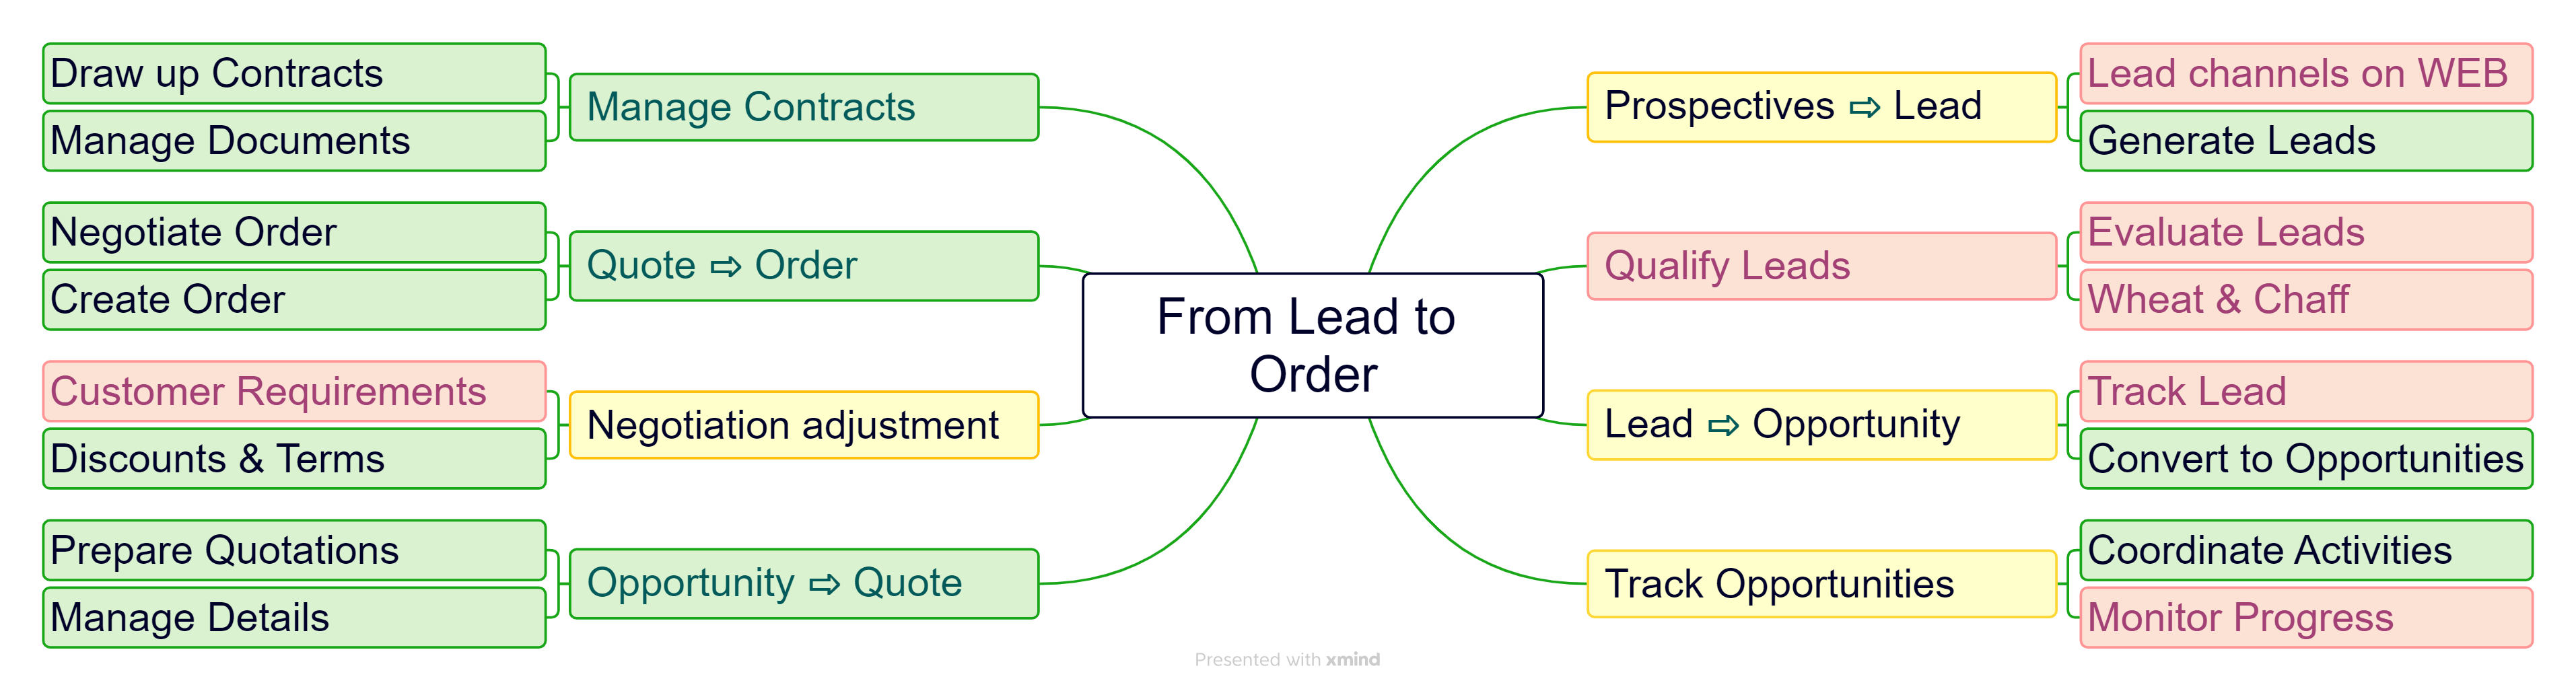 Draw up Contracts
Manage Documents
Manage Contracts
Negotiate Order
Create Order
Quote ⇨ Order
Customer Requirements
Discounts & Terms
Negotiation adjustment
Prepare Quotations
Manage Details
Opportunity ⇨ Quote
From Lead to
Order
Prospectives ⇨ Lead
Lead channels on WEB
Generate Leads
Qualify Leads
Evaluate Leads
Wheat & Chaff
Lead ⇨ Opportunity
Track Lead
Convert to Opportunities
Track Opportunities
Coordinate Activities
Monitor Progress
Presented with xmind